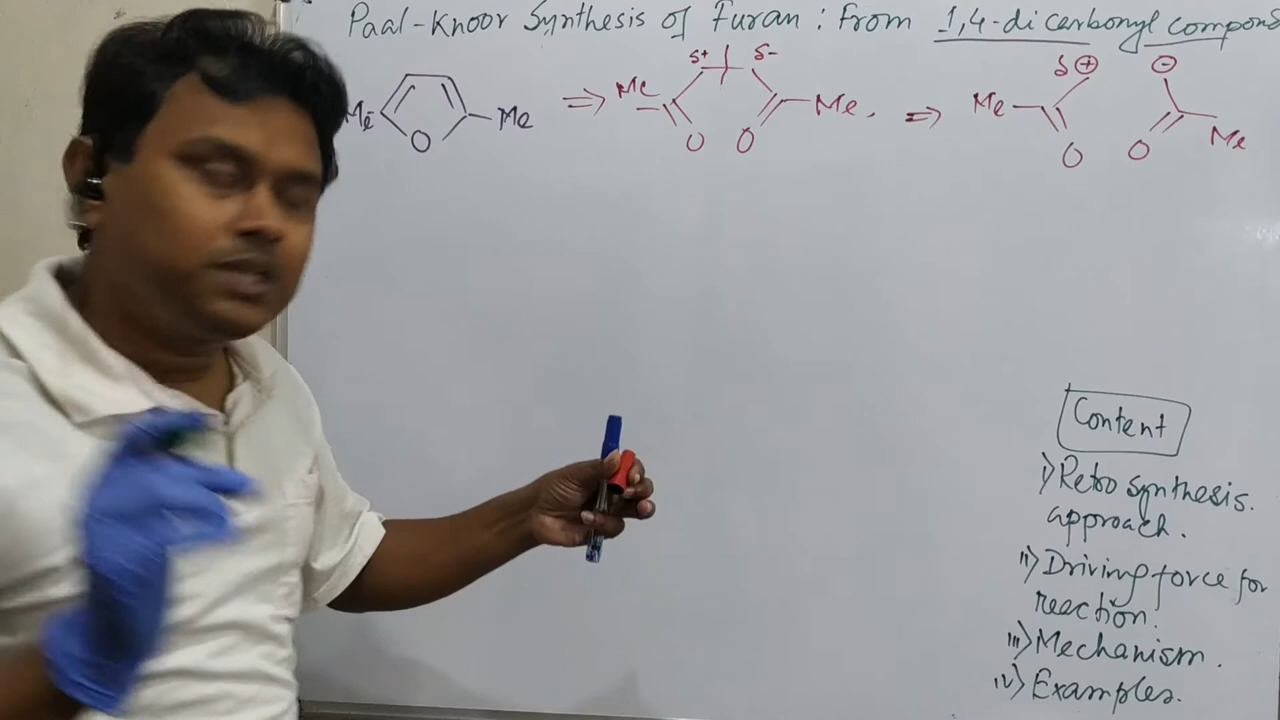 Paal-Knoor Synthesis of Furan : From 1,4-dicarbonyl compoun
Me O Me ⇒ Me O δ+ δ- O Me . ⇒ Me O δ⊕ ⊖ O Me
Content
i) Retro synthesis
approach.
ii) Driving force for
reaction.
iii) Mechanism.
iv) Examples.